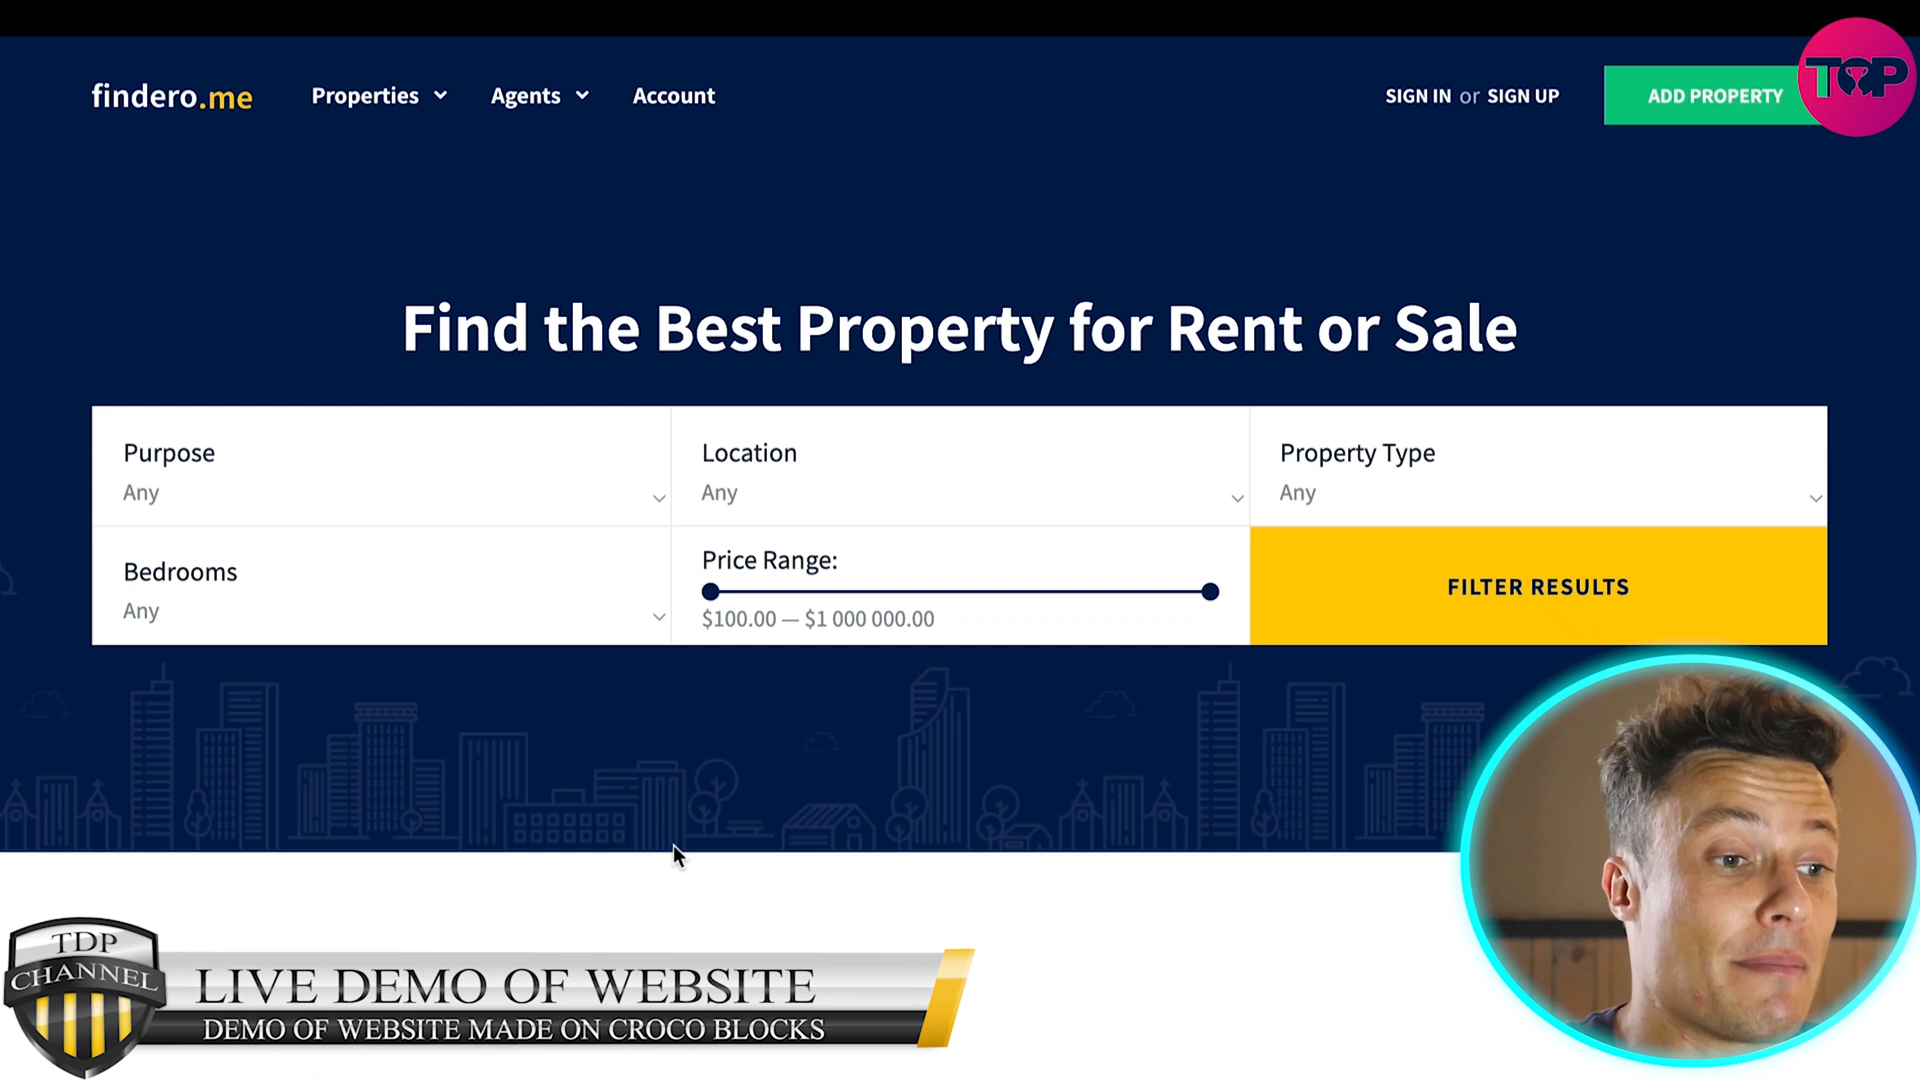 findero.me Properties Agents Account SIGN IN or SIGN UP ADD PROPERTY
TOP
Find the Best Property for Rent or Sale
Purpose
Any
Location
Any
Property Type
Any
Bedrooms
Any
Price Range:
$100.00 — $1 000 000.00
FILTER RESULTS
TDP
CHANNEL
LIVE DEMO OF WEBSITE
DEMO OF WEBSITE MADE ON CROCO BLOCKS